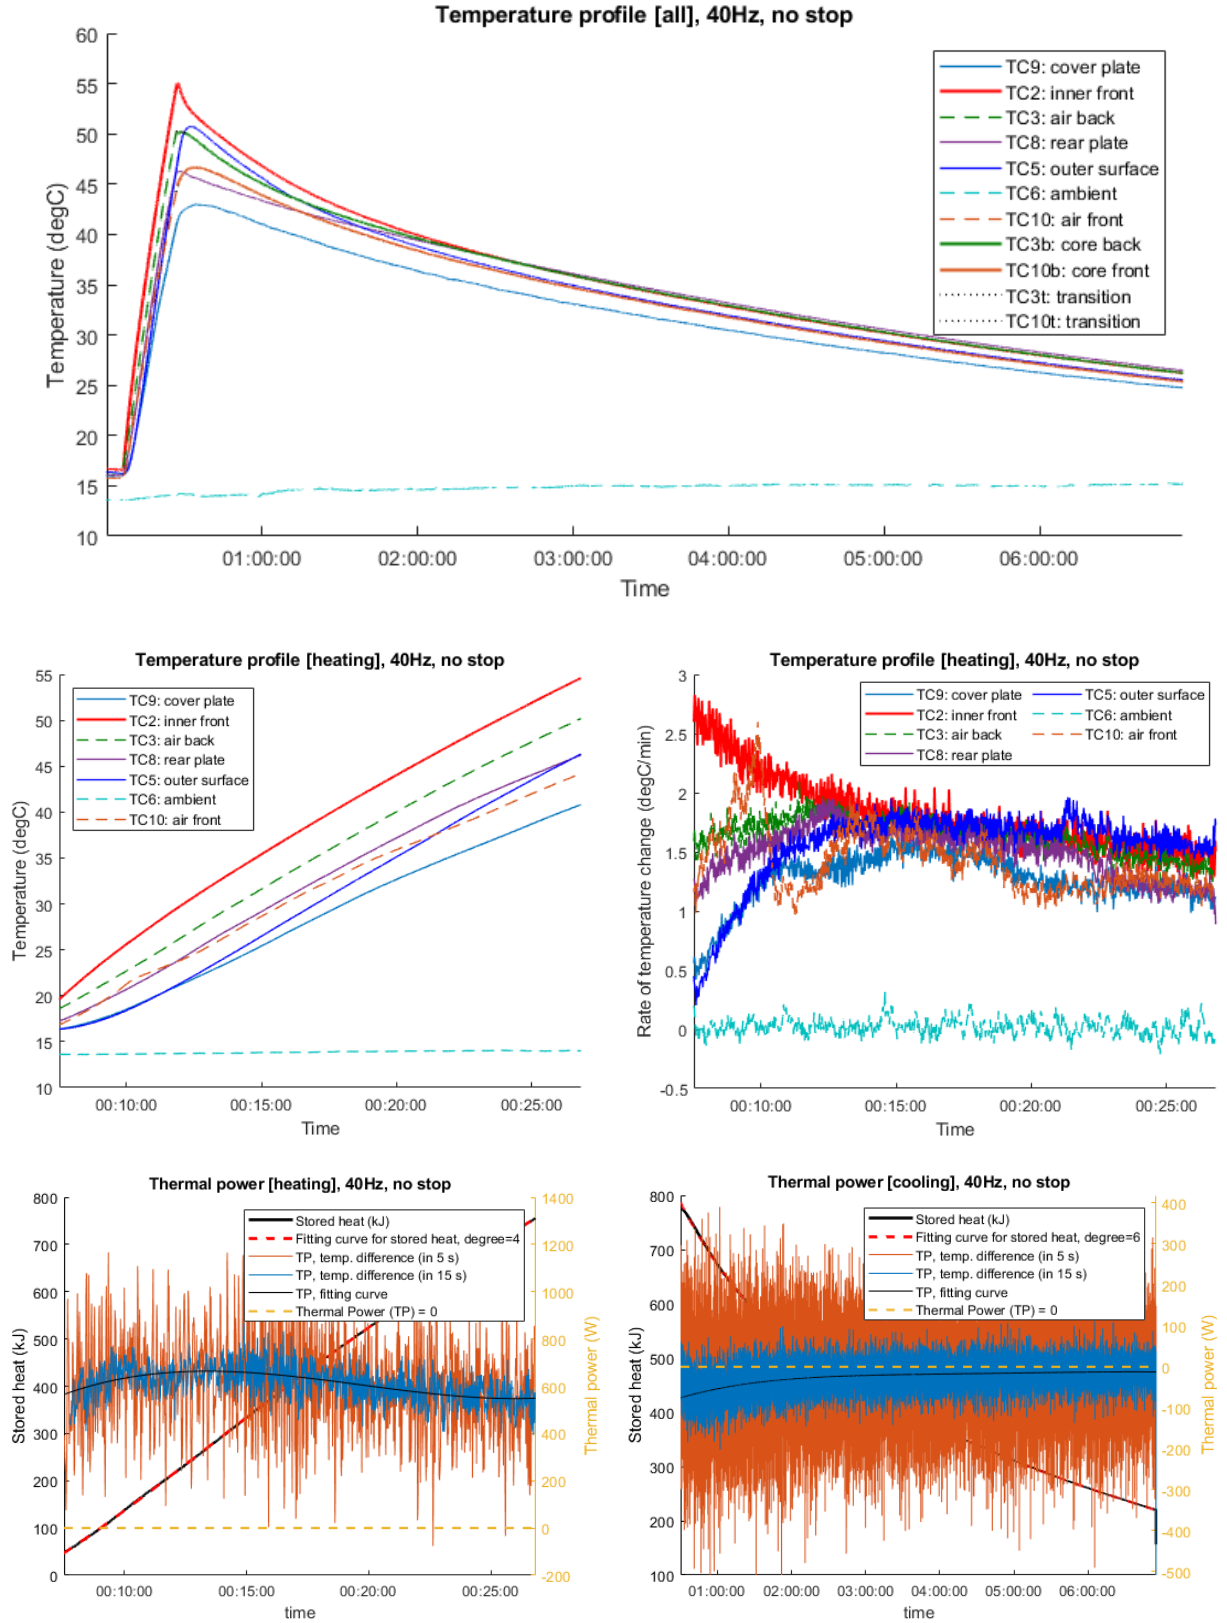 Temperature profile [all], 40Hz, no stop
60
55
50
45
40
35
30
25
20
15
10
Temperature (degC)
01:00:00 02:00:00 03:00:00 04:00:00 05:00:00 06:00:00
Time
TC9: cover plate
TC2: inner front
TC3: air back
TC8: rear plate
TC5: outer surface
TC6: ambient
TC10: air front
TC3b: core back
TC10b: core front
TC3t: transition
TC10t: transition
Temperature profile [heating], 40Hz, no stop
55
50
45
40
35
30
25
20
15
10
Temperature (degC)
TC9: cover plate
TC2: inner front
TC3: air back
TC8: rear plate
TC5: outer surface
TC6: ambient
TC10: air front
00:10:00 00:15:00 00:20:00 00:25:00
Time
Temperature profile [heating], 40Hz, no stop
3
2.5
2
1.5
1
0.5
0
-0.5
Rate of temperature change (degC/min)
TC9: cover plate TC5: outer surface
TC2: inner front TC6: ambient
TC3: air back TC10: air front
TC8: rear plate
00:10:00 00:15:00 00:20:00 00:25:00
Time
Thermal power [heating], 40Hz, no stop
800
700
600
500
400
300
200
100
0
Stored heat (kJ)
Stored heat (kJ)
Fitting curve for stored heat, degree=4
TP, temp. difference (in 5 s)
TP, temp. difference (in 15 s)
TP, fitting curve
Thermal Power (TP) = 0
1400
1200
1000
800
600
400
200
0
-200
Thermal power (W)
00:10:00 00:15:00 00:20:00 00:25:00
time
Thermal power [cooling], 40Hz, no stop
800
700
600
500
400
300
200
100
Stored heat (kJ)
Stored heat (kJ)
Fitting curve for stored heat, degree=6
TP, temp. difference (in 5 s)
TP, temp. difference (in 15 s)
TP, fitting curve
Thermal Power (TP) = 0
400
300
200
100
0
-100
-200
-300
-400
-500
Thermal power (W)
01:00:00 02:00:00 03:00:00 04:00:00 05:00:00 06:00:00
time